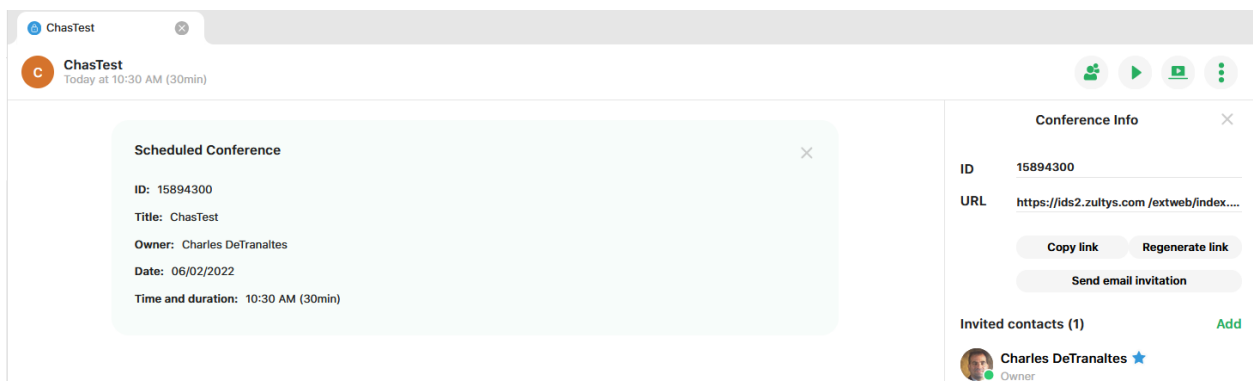 ChasTest
C
ChasTest
Today at 10:30 AM (30min)
Scheduled Conference
ID: 15894300
Title: ChasTest
Owner: Charles DeTranaltes
Date: 06/02/2022
Time and duration: 10:30 AM (30min)
Conference Info
ID 15894300
URL https://ids2.zultys.com /extweb/index....
Copy link Regenerate link
Send email invitation
Invited contacts (1) Add
Charles DeTranaltes
Owner